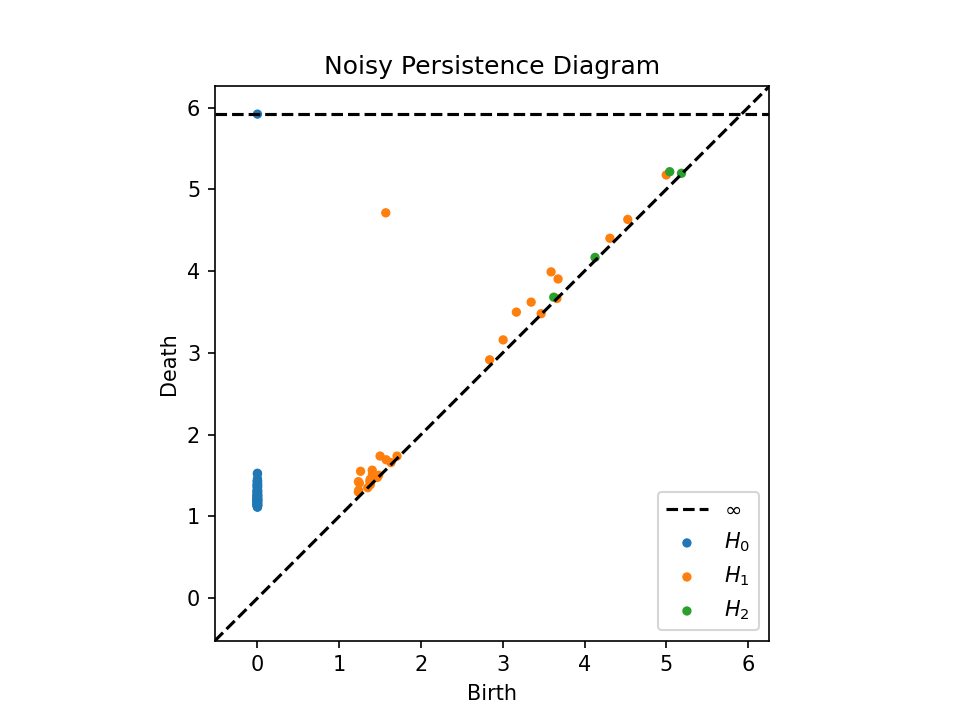 Noisy Persistence Diagram
6
5
4
3
2
1
0
Death
∞
H₀
H₁
H₂
0 1 2 3 4 5 6
Birth